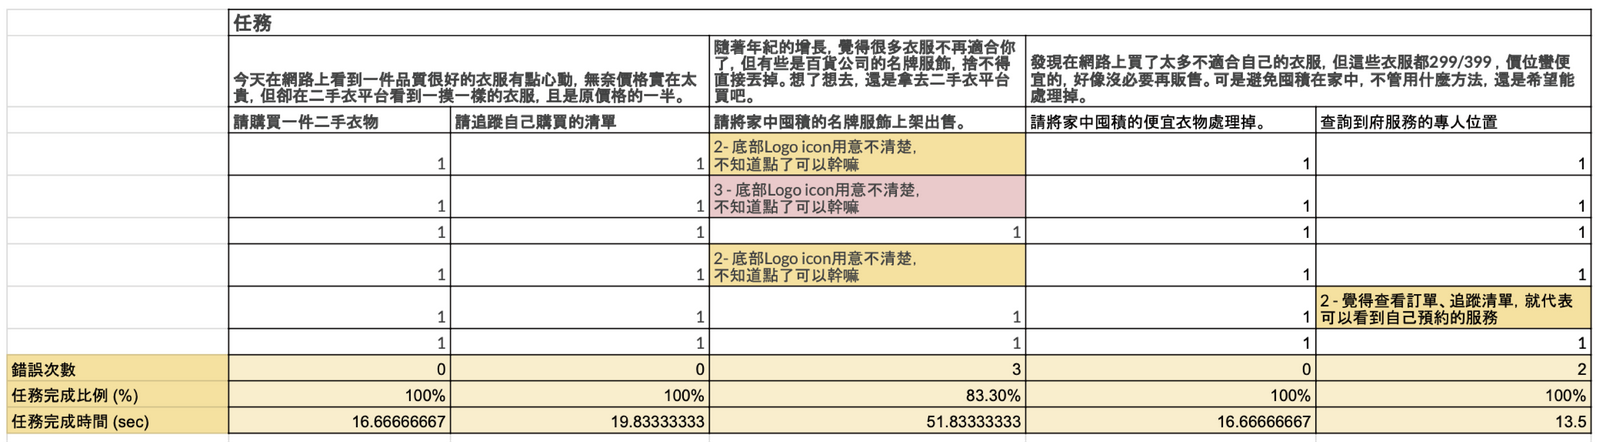 任務
今天在網路上看到一件品質很好的衣服有點心動，無奈價格實在太
貴，但卻在二手衣平台看到一摸一樣的衣服，且是原價格的一半。
隨著年紀的增長，覺得很多衣服不再適合你
了，但有些是百貨公司的名牌服飾，捨不得
直接丟掉。想了想去，還是拿去二手衣平台
買吧。
發現在網路上買了太多不適合自己的衣服，但這些衣服都299/399，價位蠻便
宜的，好像沒必要再販售。可是避免囤積在家中，不管用什麼方法，還是希望能
處理掉。
請購買一件二手衣物
請追蹤自己購買的清單
請將家中囤積的名牌服飾上架出售。
請將家中囤積的便宜衣物處理掉。
查詢到府服務的專人位置
1
1
2- 底部Logo icon用意不清楚，
不知道點了可以幹嘛
1
1
1
1
3 - 底部Logo icon用意不清楚，
不知道點了可以幹嘛
1
1
1
1
1
1
1
1
1
2- 底部Logo icon用意不清楚，
不知道點了可以幹嘛
1
1
1
1
1
1
2 - 覺得查看訂單、追蹤清單，就代表
可以看到自己預約的服務
1
1
1
1
1
錯誤次數
0
0
3
0
2
任務完成比例 (%)
100%
100%
83.30%
100%
100%
任務完成時間 (sec)
16.66666667
19.83333333
51.83333333
16.66666667
13.5